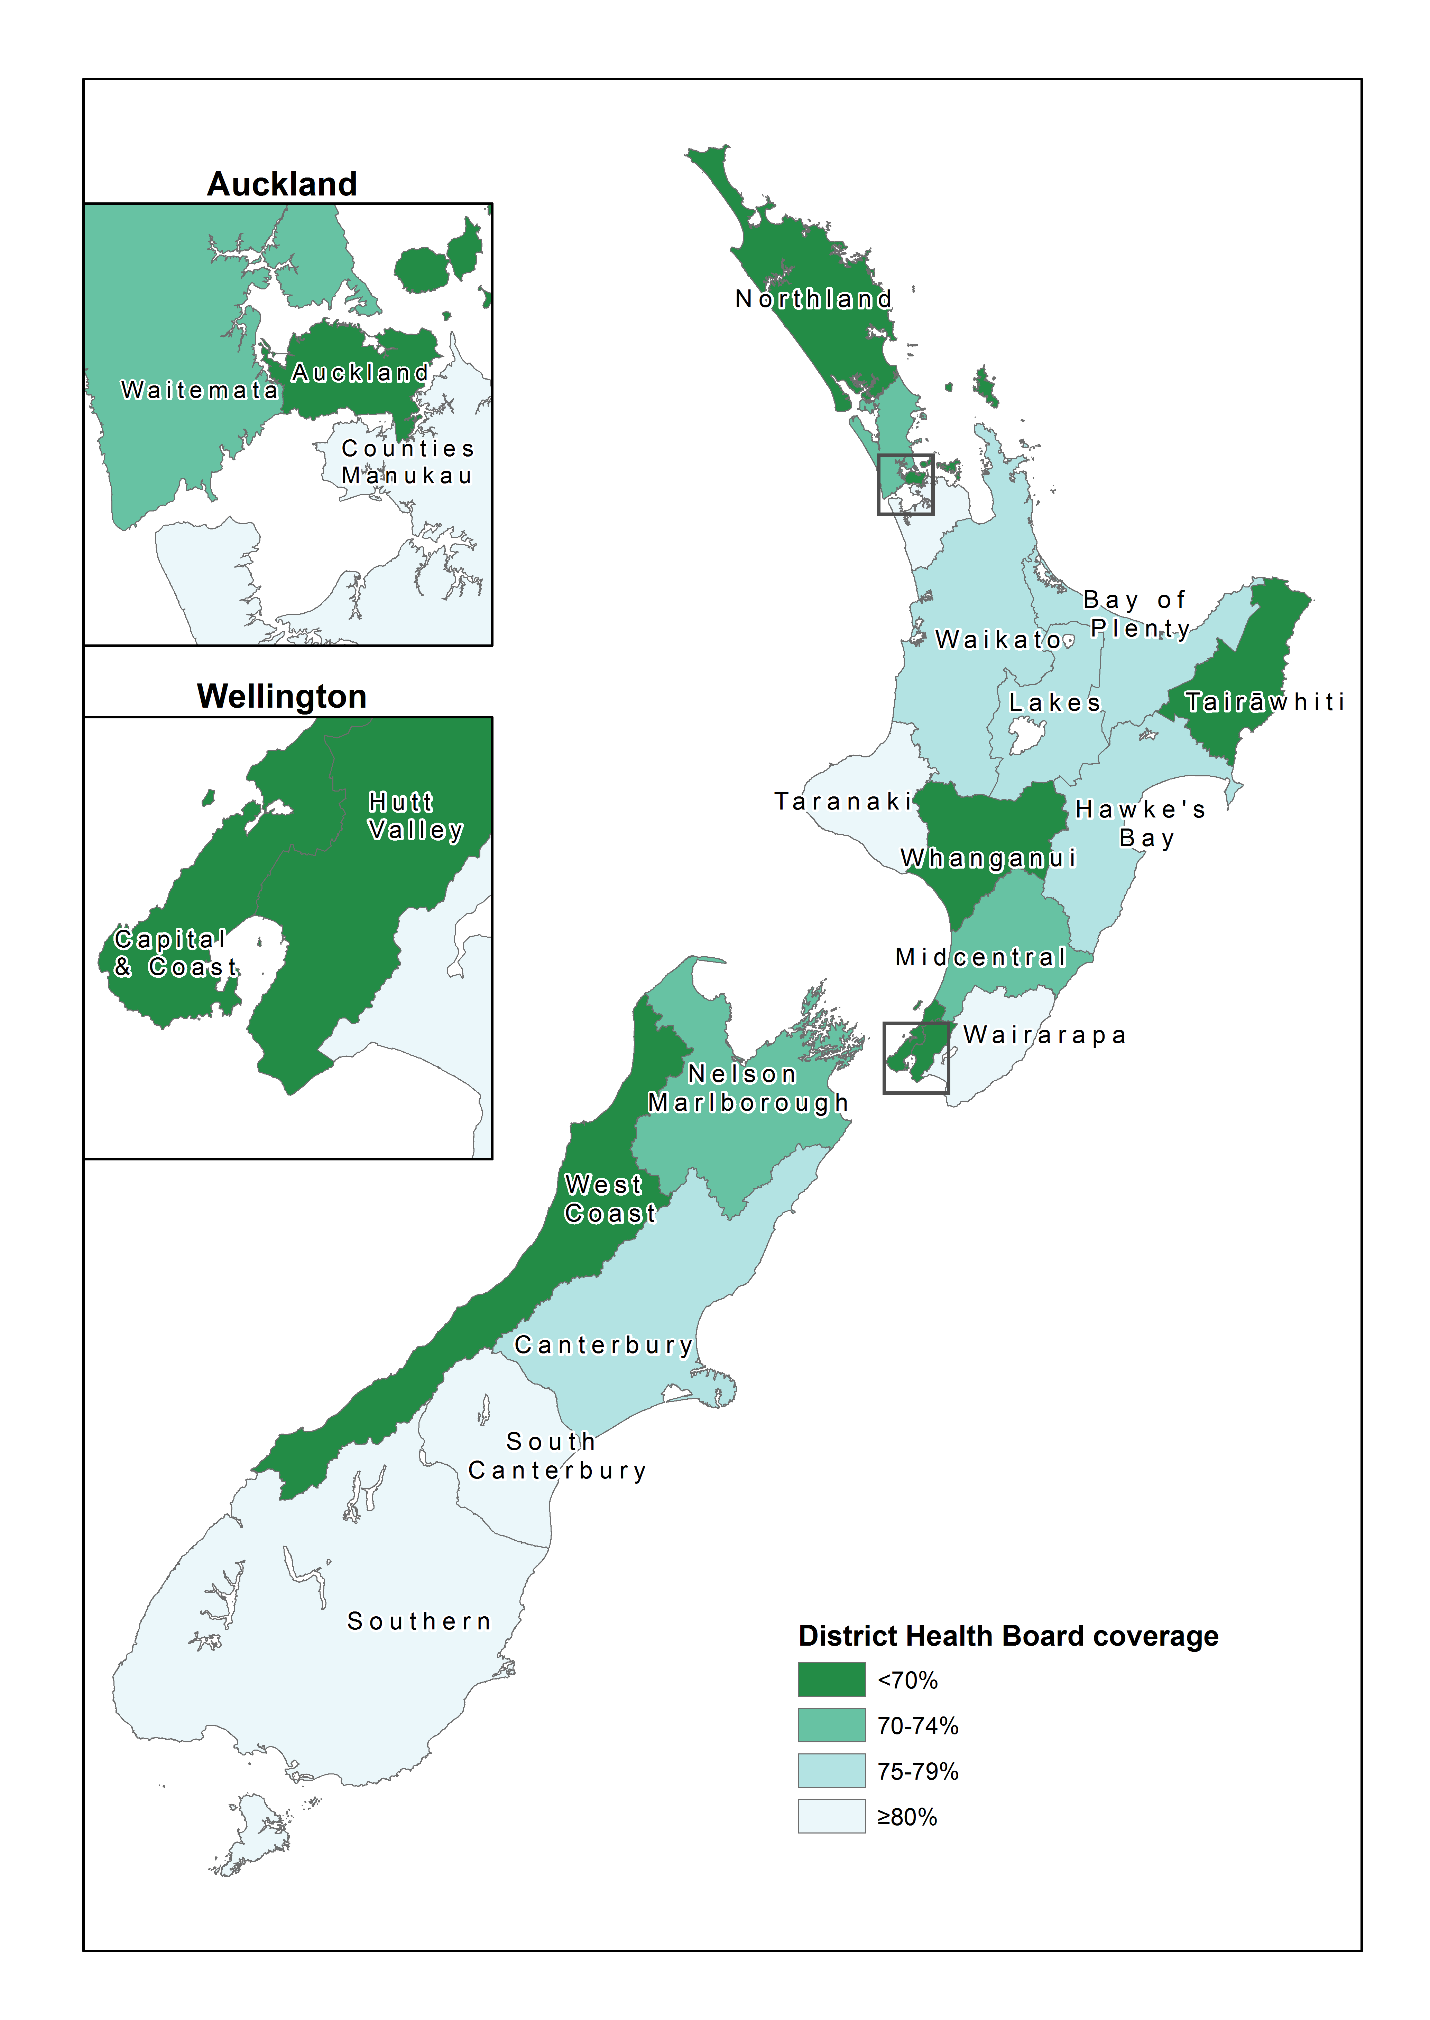 Auckland
Waitemata
Auckland
Counties
Manukau
Wellington
Hutt
Valley
Capital
& Coast
Northland
Bay of
Plenty
Waikato
Lakes
Tairāwhiti
Taranaki
Hawke's
Bay
Whanganui
Midcentral
Wairarapa
Nelson
Marlborough
West
Coast
Canterbury
South
Canterbury
Southern
District Health Board coverage
<70%
70-74%
75-79%
≥80%